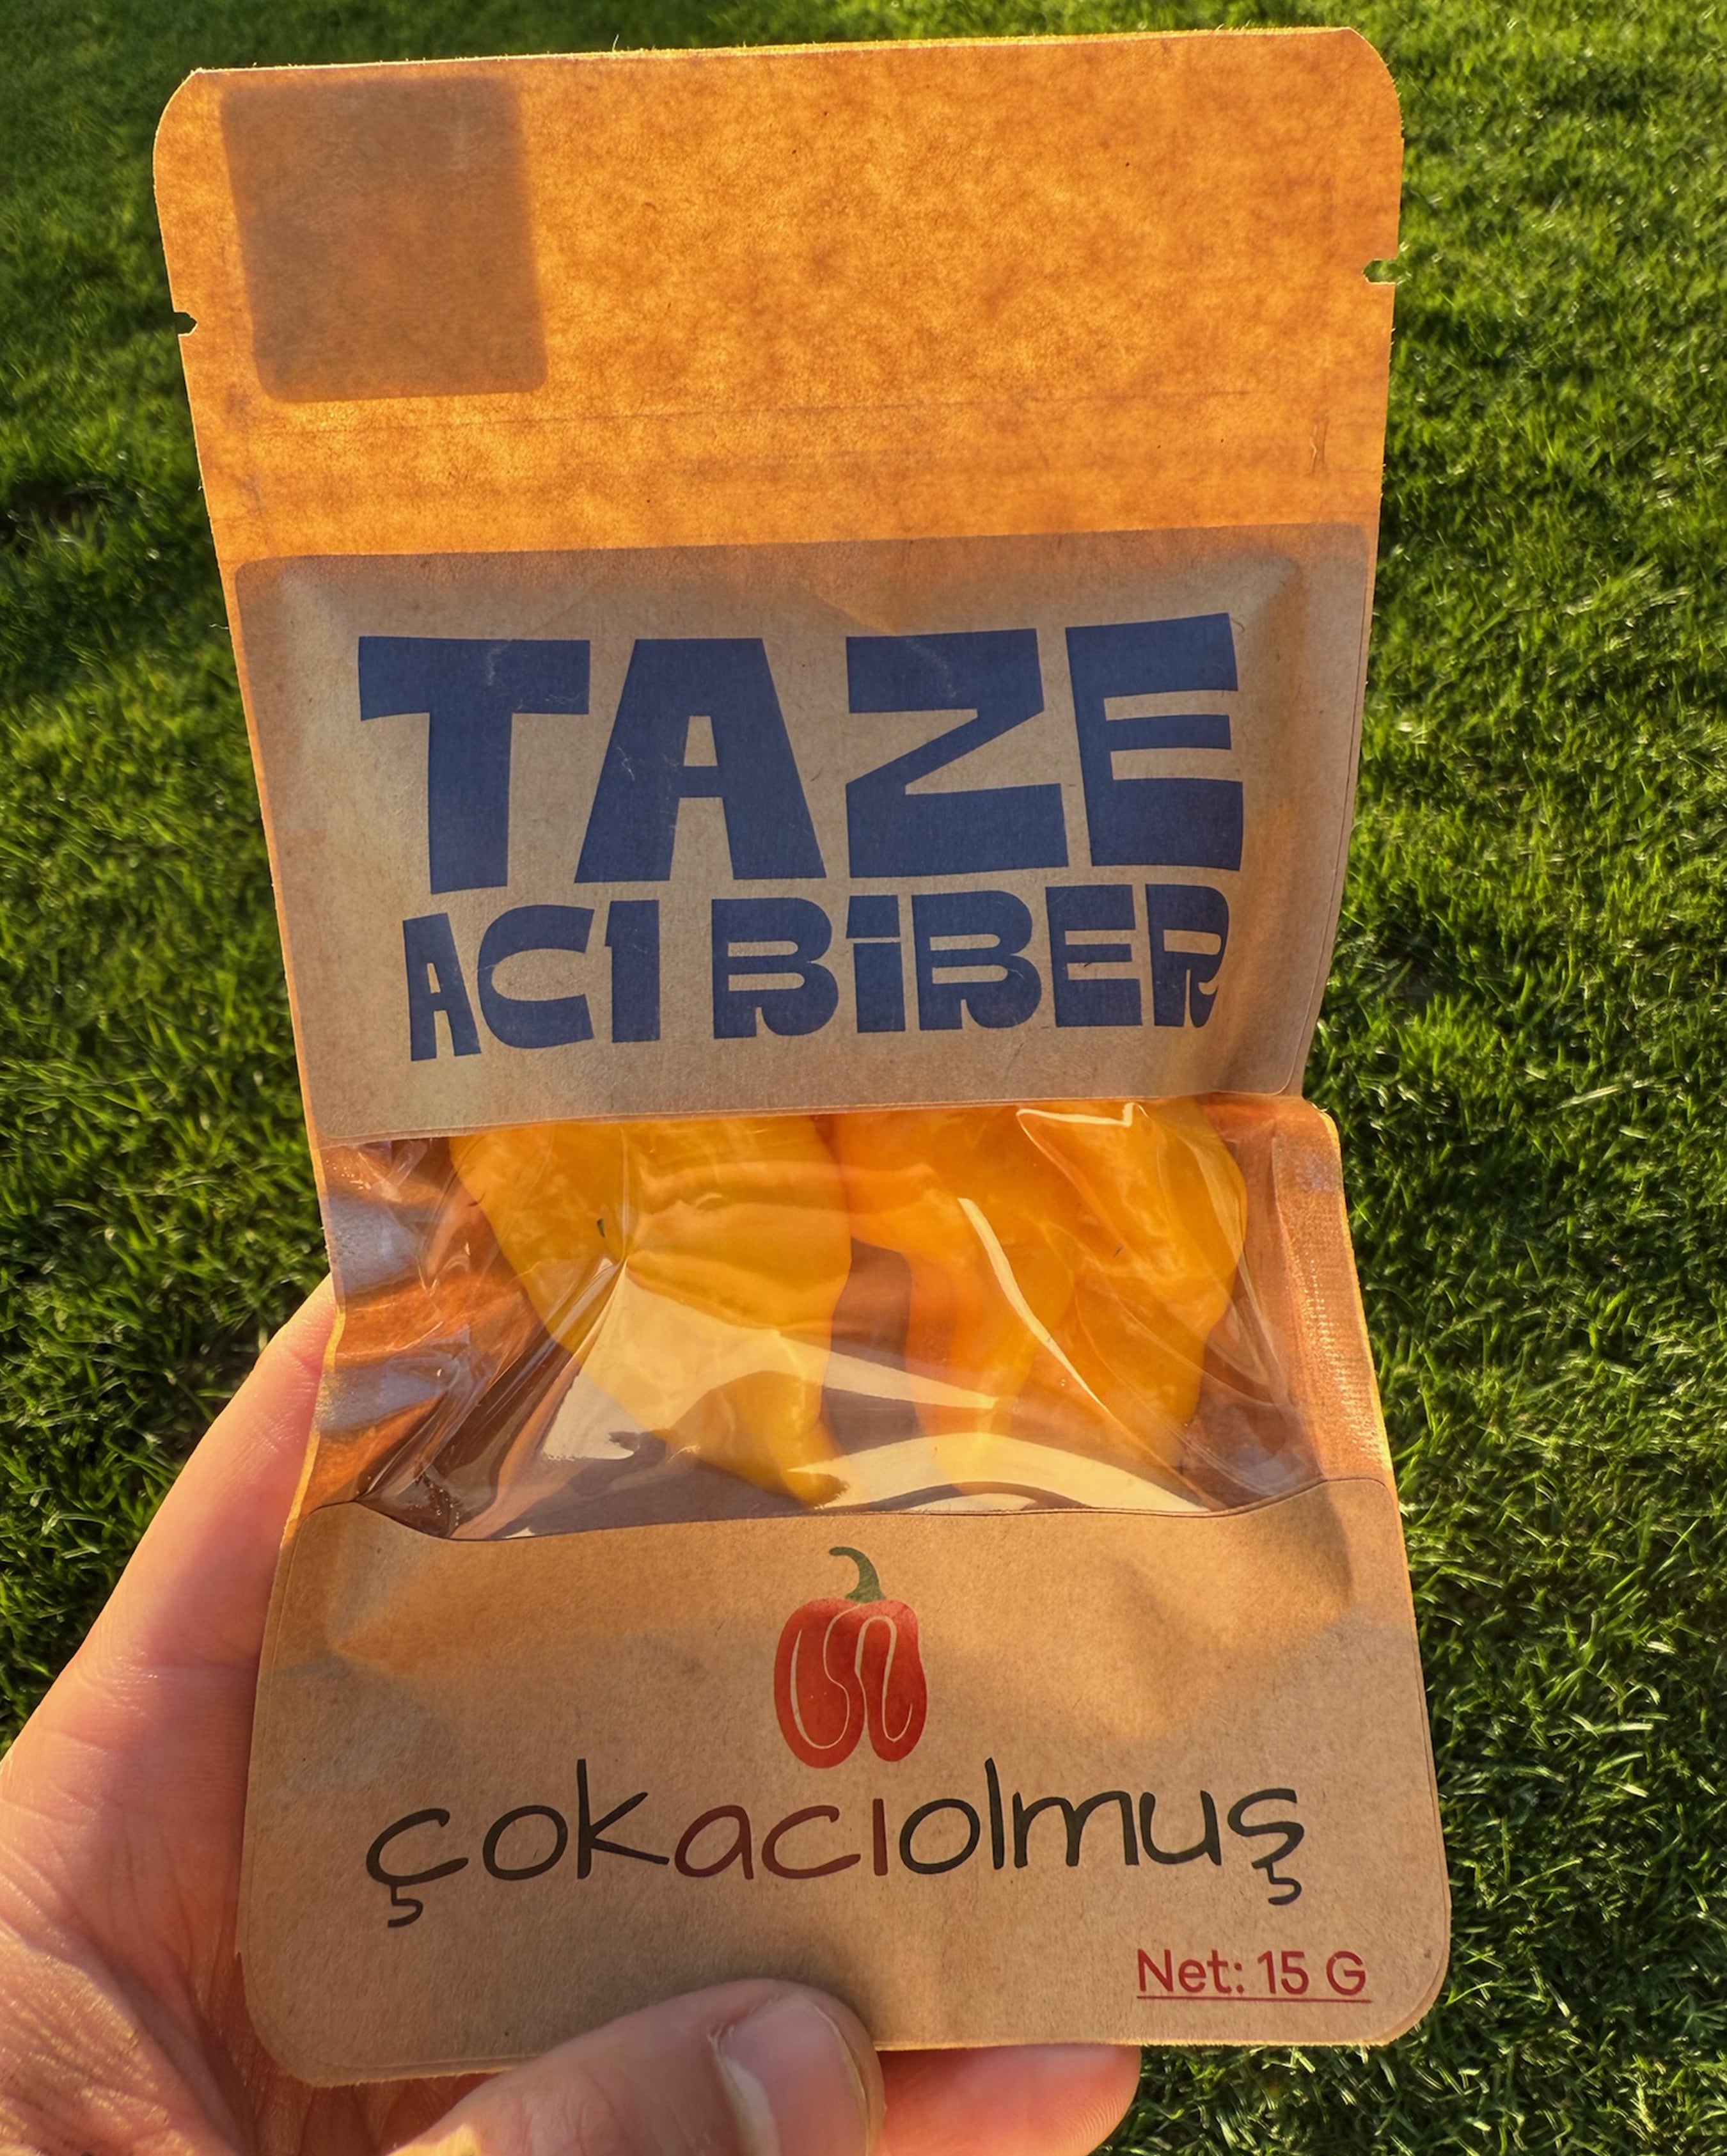 TAZE
ACI BİBER
çokacıolmuş
Net: 15 G